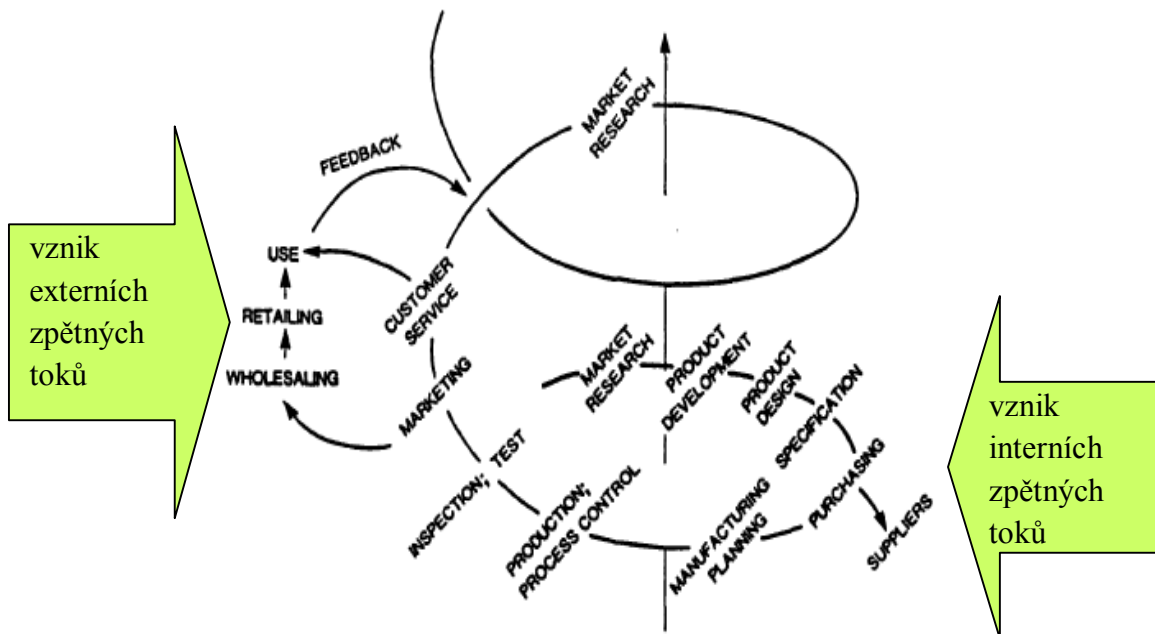 MARKET
RESEARCH
FEEDBACK
vznik
externích
zpětných
toků
USE
RETAILING
WHOLESALING
CUSTOMER
SERVICE
MARKETING
INSPECTION; TEST
PRODUCTION;
PROCESS CONTROL
MARKET
RESEARCH
PRODUCT
DEVELOPMENT
PRODUCT
DESIGN
SPECIFICATION
MANUFACTURING
PLANNING
PURCHASING
SUPPLIERS
vznik
interních
zpětných
toků